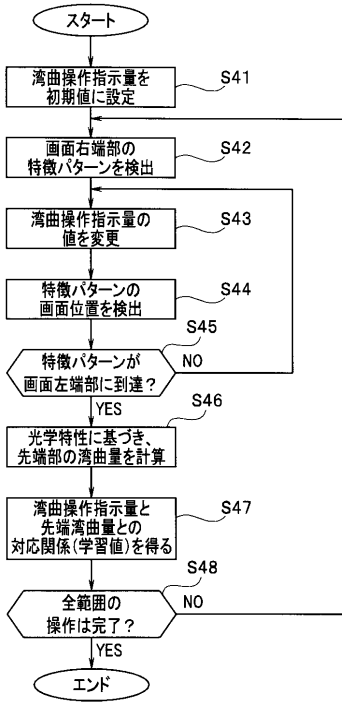 スタート
湾曲操作指示量を
初期値に設定
S41
画面右端部の
特徴パターンを検出
S42
湾曲操作指示量の
値を変更
S43
特徴パターンの
画面位置を検出
S44
特徴パターンが
画面左端部に到達?
S45
NO
YES
光学特性に基づき、
先端部の湾曲量を計算
S46
湾曲操作指示量と
先端湾曲量との
対応関係(学習値)を得る
S47
全範囲の
操作は完了?
S48
NO
YES
エンド